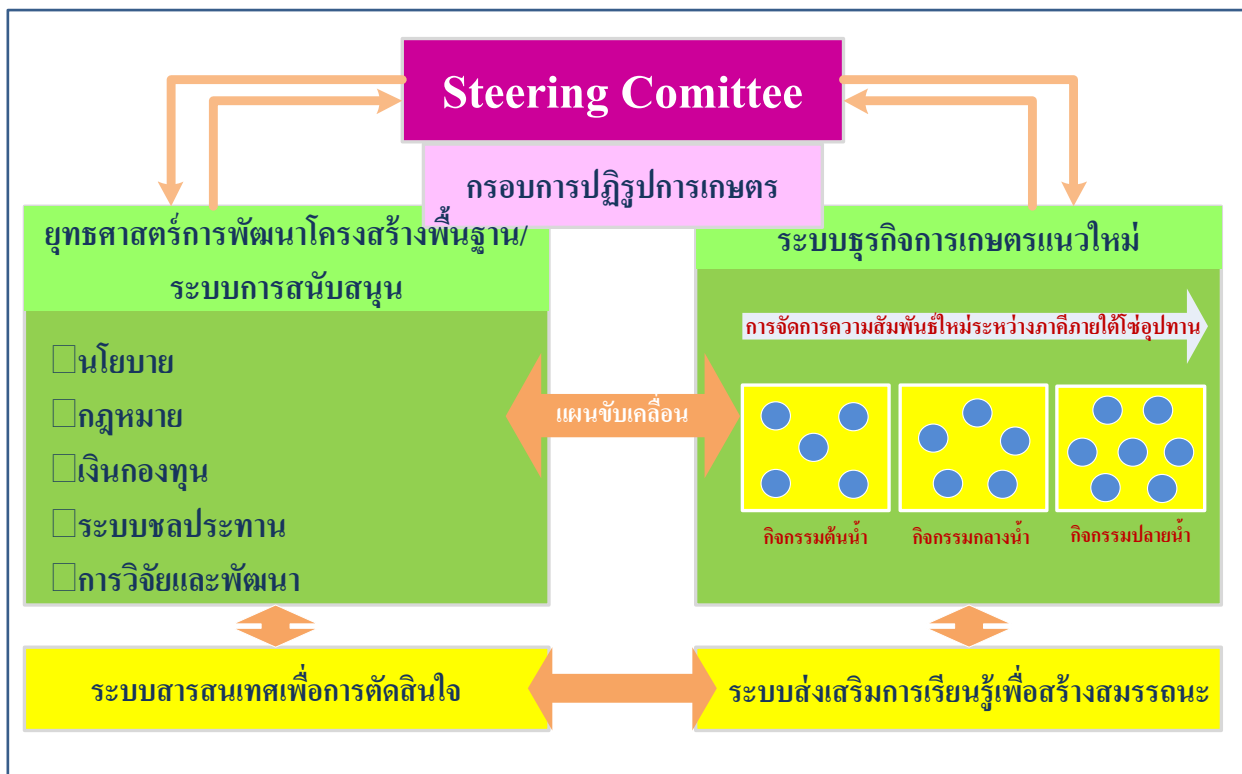 Steering Comittee
กรอบการปฏิรูปการเกษตร
ยุทธศาสตร์การพัฒนาโครงสร้างพื้นฐาน/
ระบบการสนับสนุน
□นโยบาย
□กฎหมาย
□เงินกองทุน
□ระบบชลประทาน
□การวิจัยและพัฒนา
แผนขับเคลื่อน
ระบบธุรกิจการเกษตรแนวใหม่
การจัดการความสัมพันธ์ใหม่ระหว่างภาคีภายใต้โซ่อุปทาน
กิจกรรมต้นน้ำ
กิจกรรมกลางน้ำ
กิจกรรมปลายน้ำ
ระบบสารสนเทศเพื่อการตัดสินใจ
ระบบส่งเสริมการเรียนรู้เพื่อสร้างสมรรถนะ